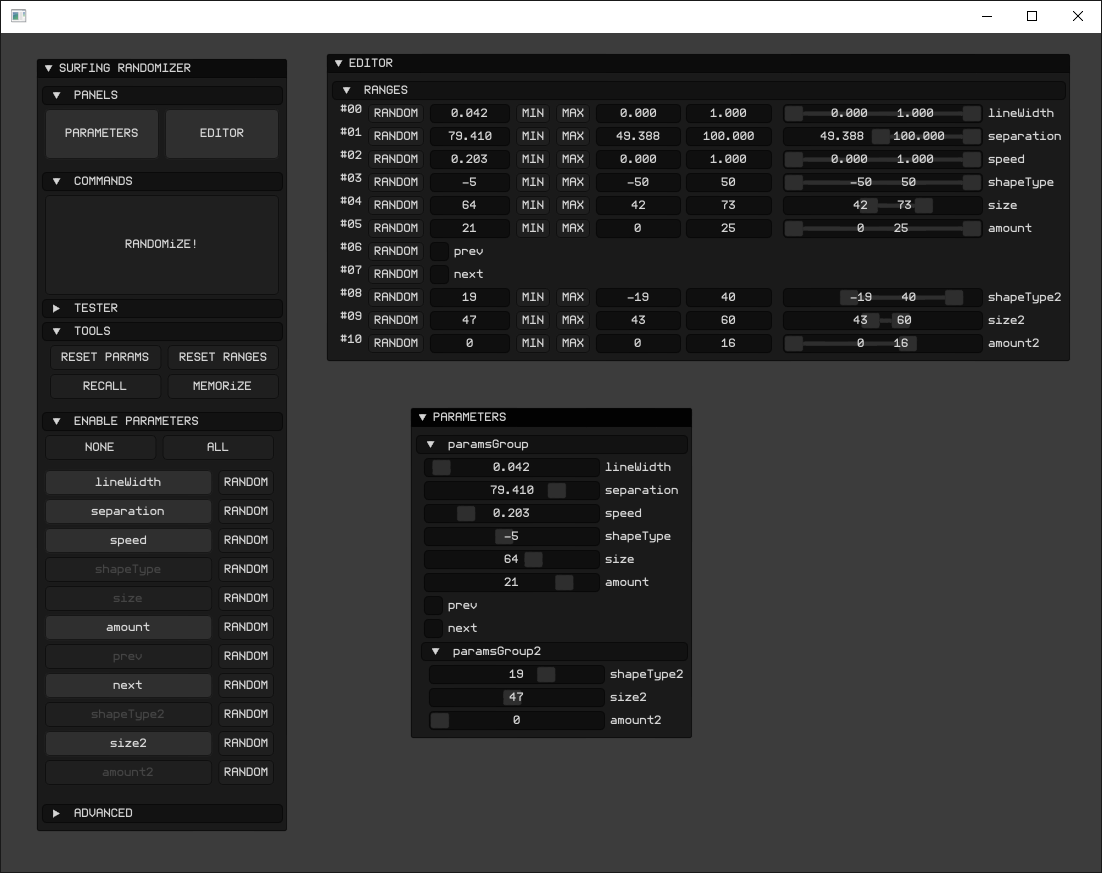 SURFING RANDOMIZER
PANELS
PARAMETERS EDITOR
COMMANDS
RANDOMiZE!
TESTER
TOOLS
RESET PARAMS RESET RANGES
RECALL MEMORiZE
ENABLE PARAMETERS
NONE ALL
lineWidth RANDOM
separation RANDOM
speed RANDOM
shapeType RANDOM
size RANDOM
amount RANDOM
prev RANDOM
next RANDOM
shapeType2 RANDOM
size2 RANDOM
amount2 RANDOM
ADVANCED
EDITOR
RANGES
#00 RANDOM 0.042 MIN MAX 0.000 1.000 0.000 1.000 lineWidth
#01 RANDOM 79.410 MIN MAX 49.388 100.000 49.388 100.000 separation
#02 RANDOM 0.203 MIN MAX 0.000 1.000 0.000 1.000 speed
#03 RANDOM -5 MIN MAX -50 50 -50 50 shapeType
#04 RANDOM 64 MIN MAX 42 73 42 73 size
#05 RANDOM 21 MIN MAX 0 25 0 25 amount
#06 RANDOM prev
#07 RANDOM next
#08 RANDOM 19 MIN MAX -19 40 -19 40 shapeType2
#09 RANDOM 47 MIN MAX 43 60 43 60 size2
#10 RANDOM 0 MIN MAX 0 16 0 16 amount2
PARAMETERS
paramsGroup
0.042 lineWidth
79.410 separation
0.203 speed
-5 shapeType
64 size
21 amount
prev
next
paramsGroup2
19 shapeType2
47 size2
0 amount2